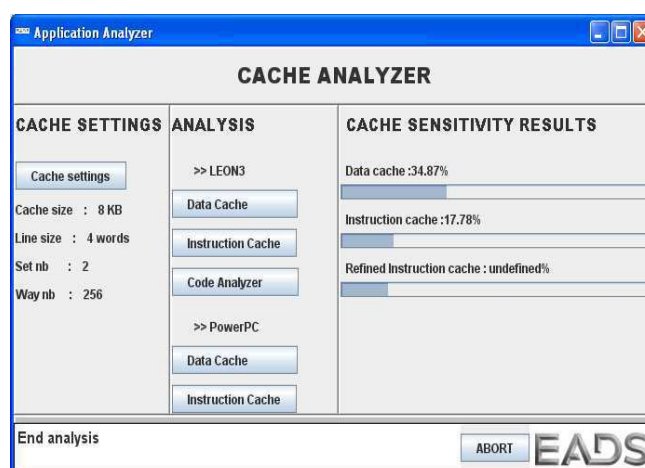 Application Analyzer
CACHE ANALYZER
CACHE SETTINGS
Cache settings
Cache size : 8 KB
Line size : 4 words
Set nb : 2
Way nb : 256
ANALYSIS
>> LEON3
Data Cache
Instruction Cache
Code Analyzer
>> PowerPC
Data Cache
Instruction Cache
CACHE SENSITIVITY RESULTS
Data cache :34.87%
Instruction cache :17.78%
Refined Instruction cache : undefined%
End analysis
ABORT
EADS